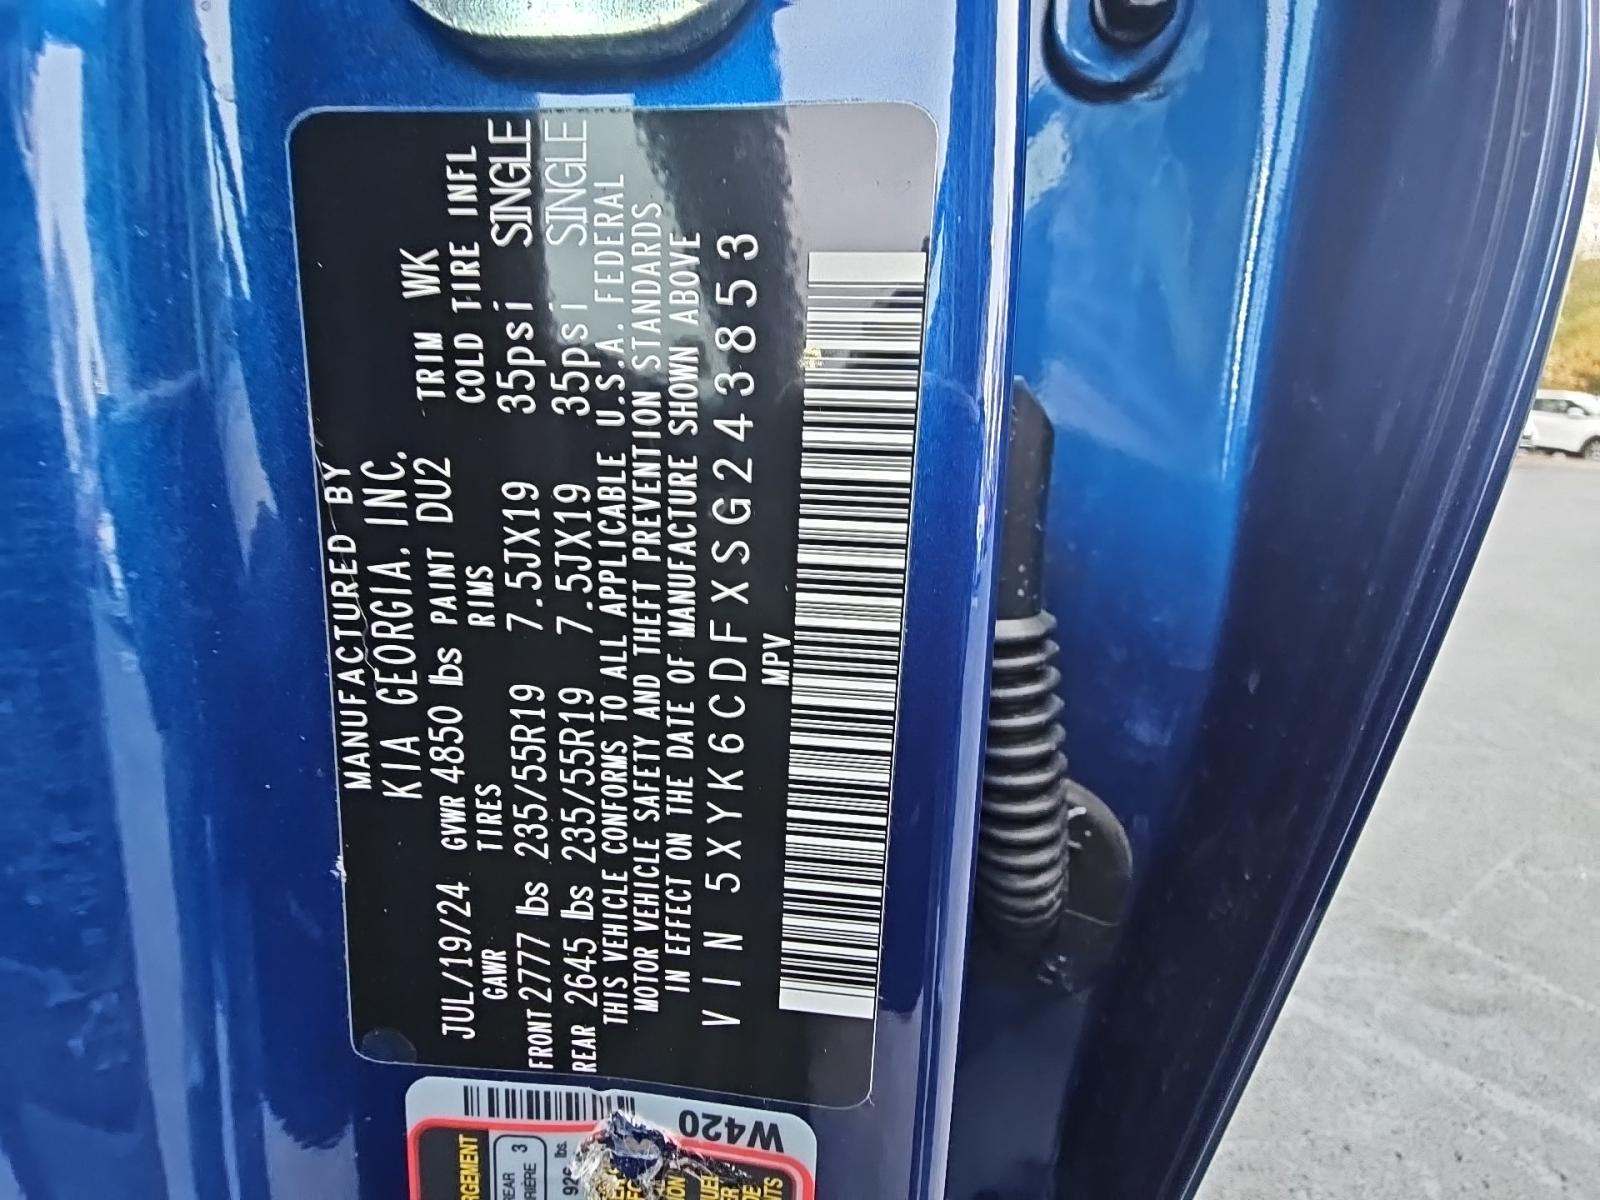 MANUFACTURED BY
KIA GEORGIA, INC.
JUL/19/24 GVWR 4850 lbs PAINT DU2 TRIM WK
GAWR TIRES RIMS COLD TIRE INFL
FRONT 2777 lbs 235/55R19 7.5JX19 35psi SINGLE
REAR 2645 lbs 235/55R19 7.5JX19 35psi SINGLE
THIS VEHICLE CONFORMS TO ALL APPLICABLE U.S.A. FEDERAL
MOTOR VEHICLE SAFETY AND THEFT PREVENTION STANDARDS
IN EFFECT ON THE DATE OF MANUFACTURE SHOWN ABOVE
VIN 5XYK6CDFXSG243853
MPV
W420
REAR 3
lbs.